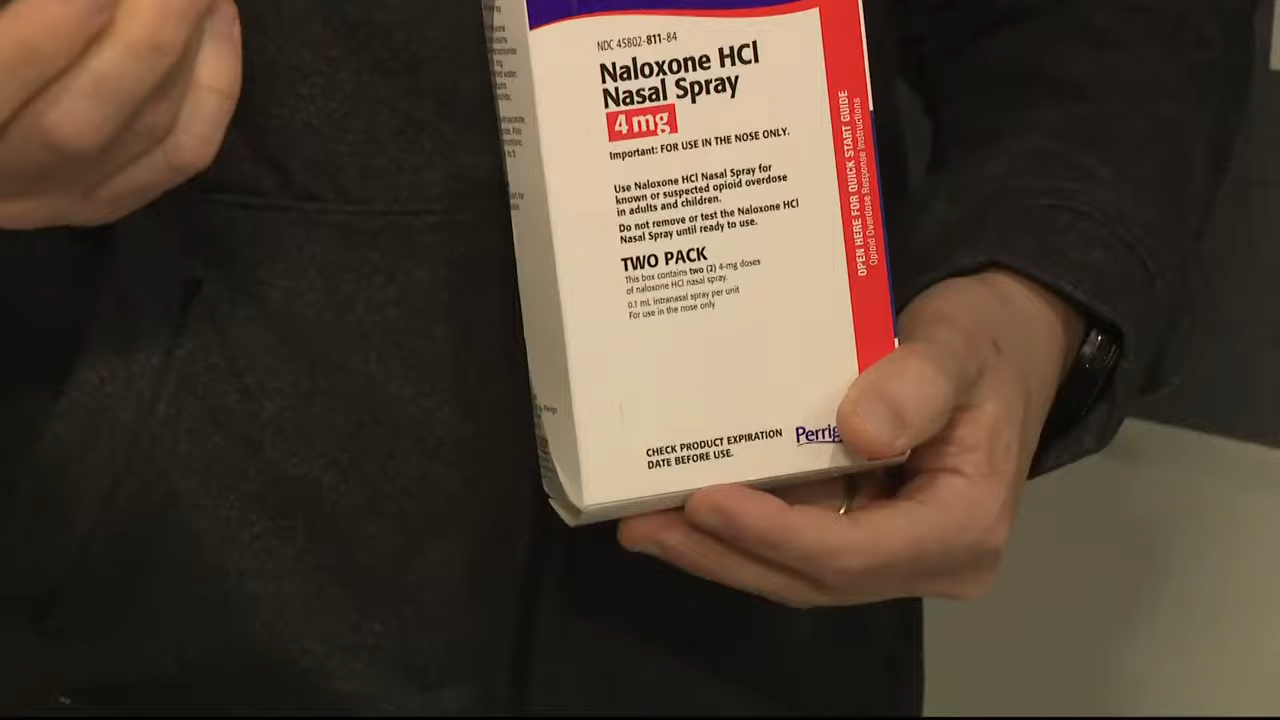 NDC 45802-811-84
Naloxone HCl
Nasal Spray
4 mg
Important: FOR USE IN THE NOSE ONLY.
Use Naloxone HCl Nasal Spray for
known or suspected opioid overdose
in adults and children.
Do not remove or test the Naloxone HCl
Nasal Spray until ready to use.
TWO PACK
This box contains two (2) 4-mg doses
of naloxone HCl nasal spray.
0.1 mL intranasal spray per unit
For use in the nose only
CHECK PRODUCT EXPIRATION
DATE BEFORE USE.
Perrig
OPEN HERE FOR QUICK START GUIDE
Opioid Overdose Response Instructions